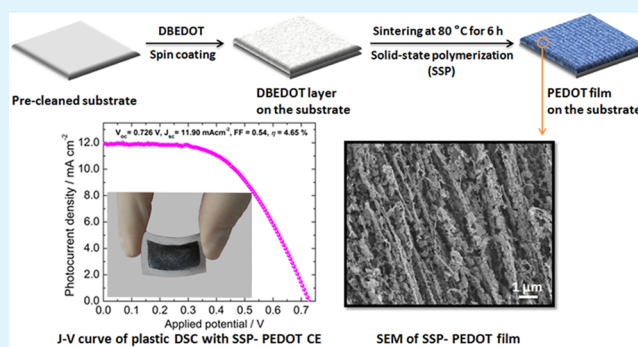 DBEDOT
Spin coating
Sintering at 80 °C for 6 h
Solid-state polymerization
(SSP)
Pre-cleaned substrate
DBEDOT layer
on the substrate
PEDOT film
on the substrate
Voc = 0.726 V, Jsc = 11.90 mAcm-2, FF = 0.54, η = 4.65 %
Photocurrent density / mA cm-2
12.0
10.0
8.0
6.0
4.0
2.0
0.0
0.0 0.1 0.2 0.3 0.4 0.5 0.6 0.7
Applied potential / V
1 µm
J-V curve of plastic DSC with SSP- PEDOT CE
SEM of SSP- PEDOT film